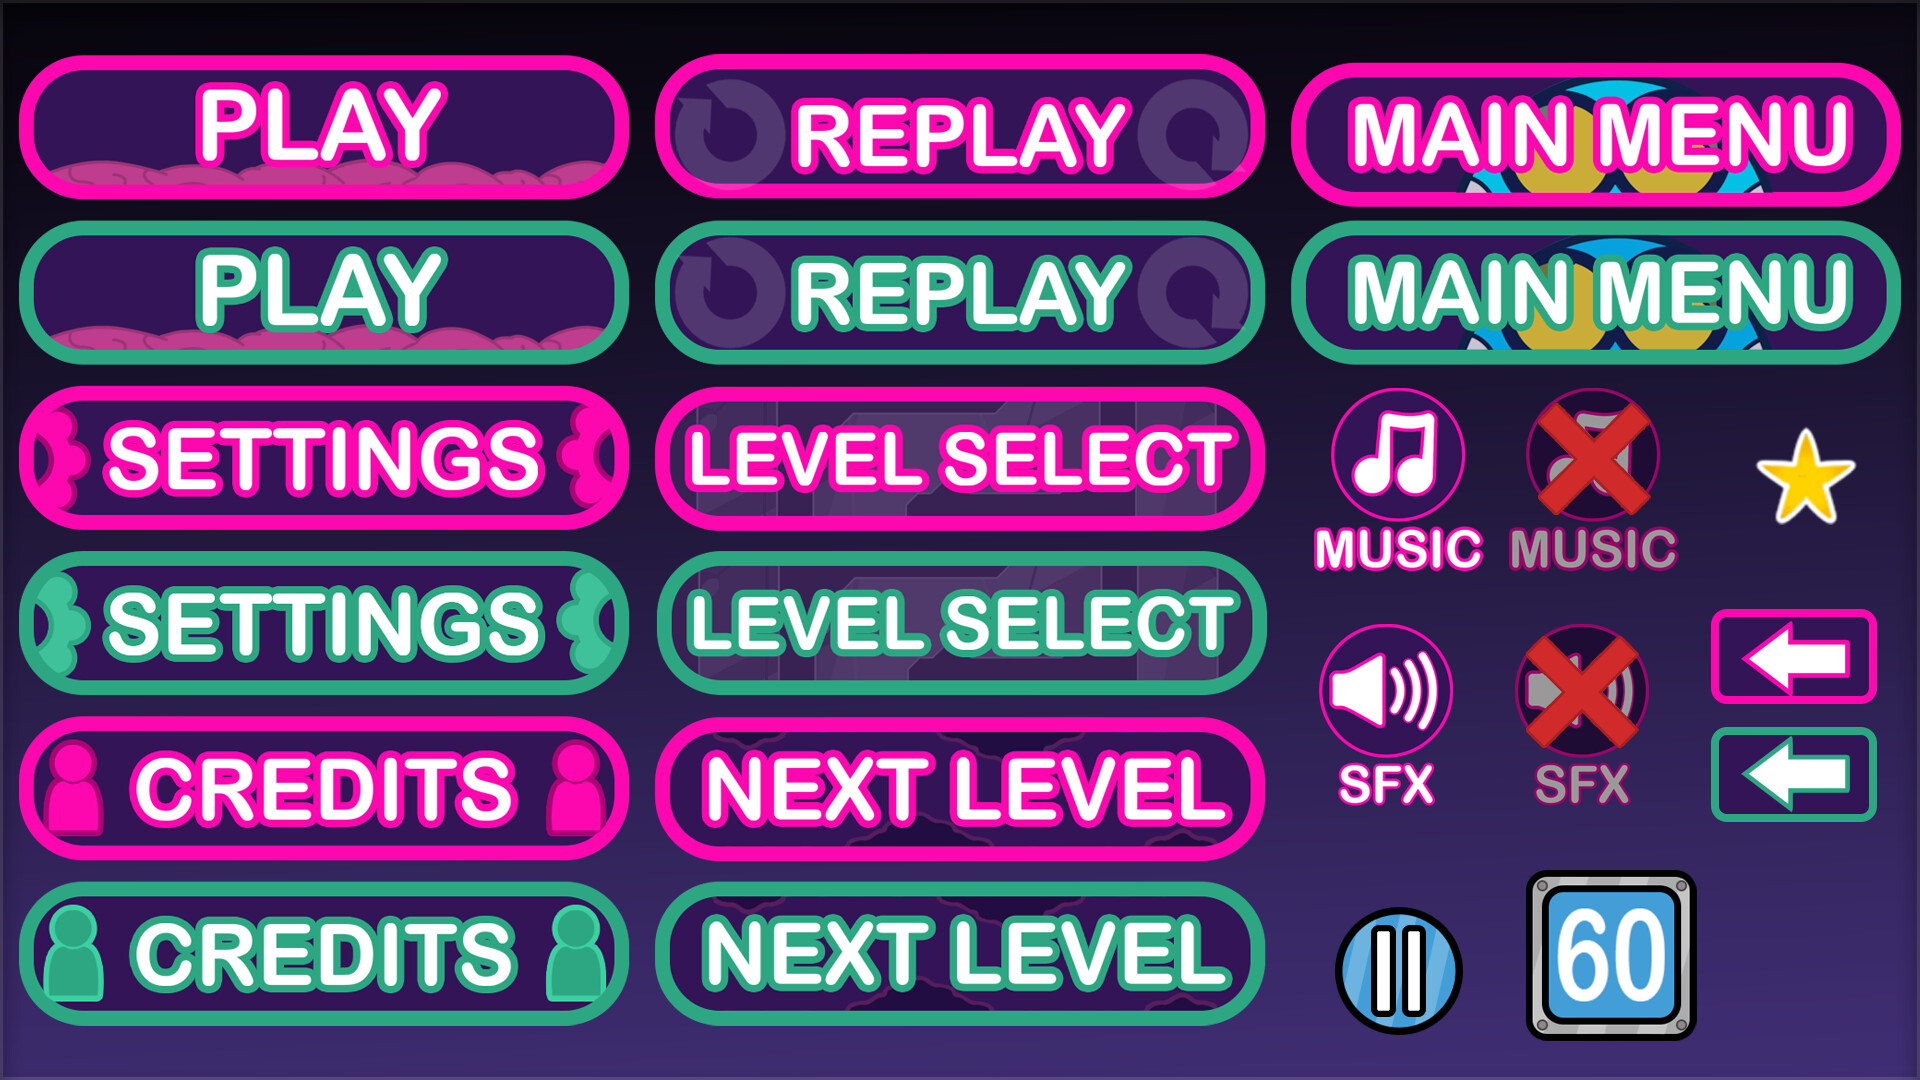 PLAY
REPLAY
MAIN MENU
PLAY
REPLAY
MAIN MENU
SETTINGS
LEVEL SELECT
MUSIC
MUSIC
SETTINGS
LEVEL SELECT
CREDITS
NEXT LEVEL
SFX
SFX
CREDITS
NEXT LEVEL
60